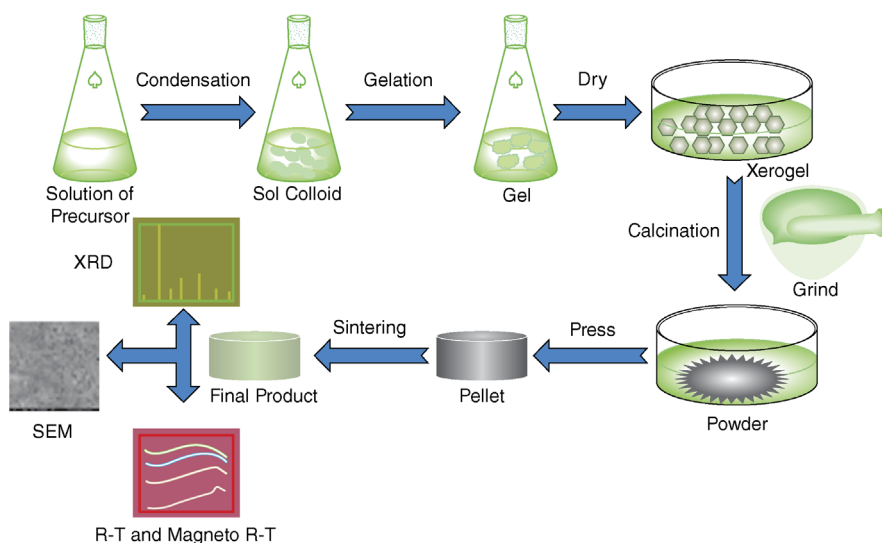 Condensation
Gelation
Dry
Solution of
Precursor
Sol Colloid
Gel
Xerogel
Calcination
Grind
XRD
Sintering
Press
Final Product
Pellet
Powder
SEM
R-T and Magneto R-T